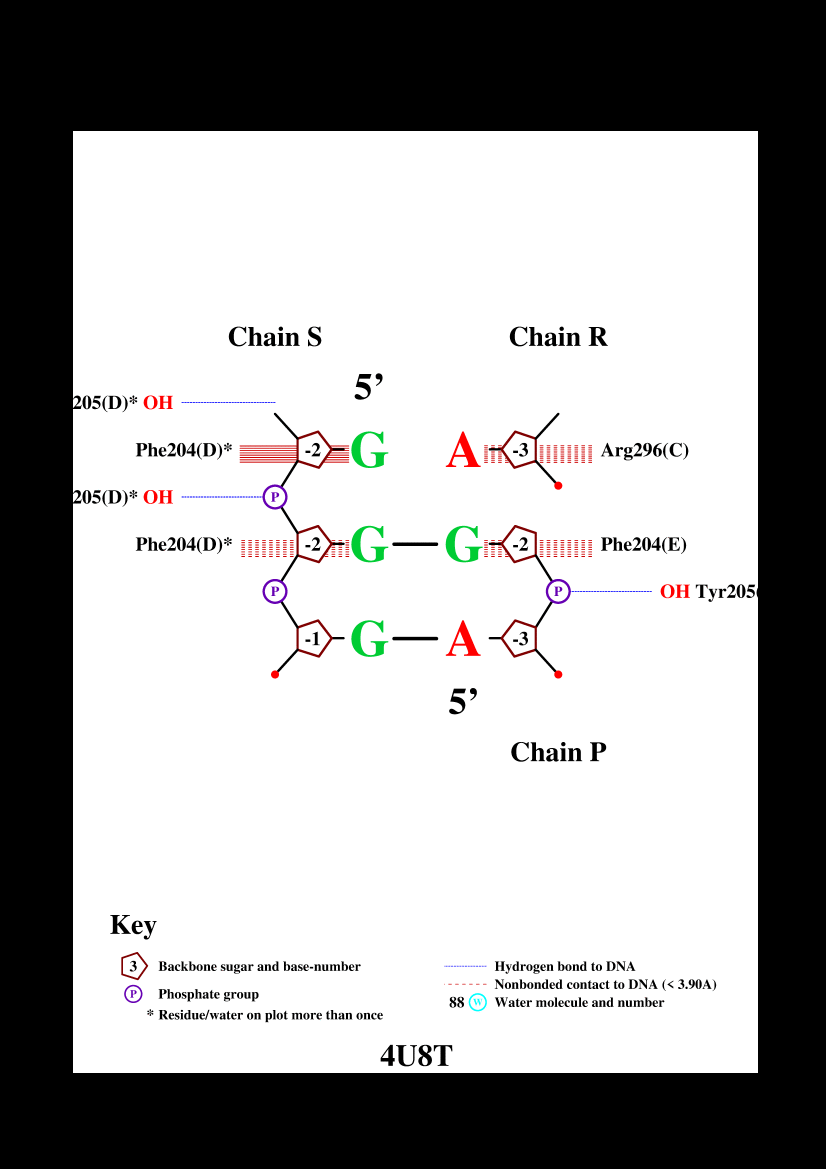 Chain S Chain R
5’
205(D)* OH
Phe204(D)* -2 G A -3 Arg296(C)
205(D)* OH P
Phe204(D)* -2 G G -2 Phe204(E)
P P OH Tyr205(
-1 G A -3
5’
Chain P
Key
3 Backbone sugar and base-number
P Phosphate group
* Residue/water on plot more than once
Hydrogen bond to DNA
Nonbonded contact to DNA (< 3.90A)
88 W Water molecule and number
4U8T